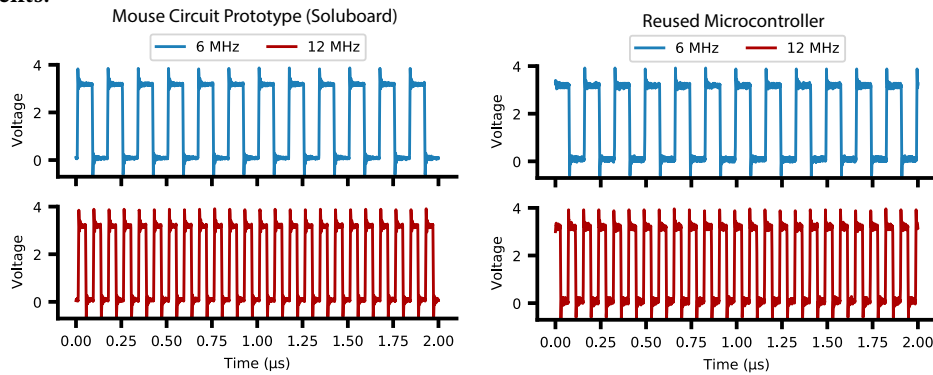 Mouse Circuit Prototype (Soluboard)
6 MHz 12 MHz
4
2
0
Voltage
4
2
0
Voltage
0.00 0.25 0.50 0.75 1.00 1.25 1.50 1.75 2.00
Time (µs)
Reused Microcontroller
6 MHz 12 MHz
4
2
0
Voltage
4
2
0
Voltage
0.00 0.25 0.50 0.75 1.00 1.25 1.50 1.75 2.00
Time (µs)